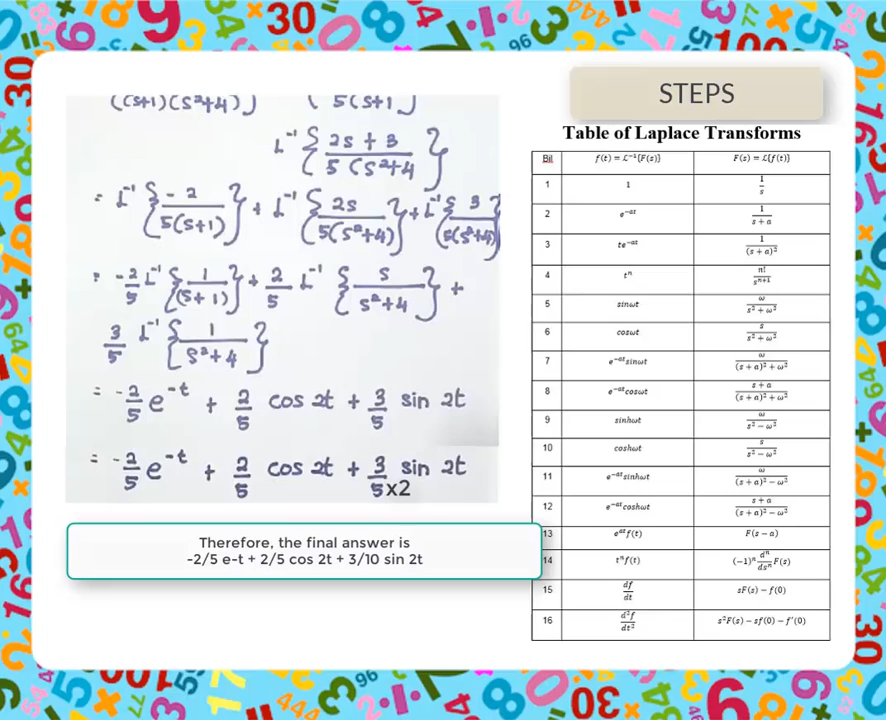 STEPS
((s+1)(s²+4)) (5(s+1)
L⁻¹ { 2s + 3 / 5 (s²+4 }
= L⁻¹ { -2 / 5(s+1) } + L⁻¹ { 2s / 5(s²+4) } + L⁻¹ { 3 / 5(s²+4) }
= -2/5 L⁻¹ { 1 / (s+1) } + 2/5 L⁻¹ { s / s²+4 } +
3/5 L⁻¹ { 1 / s²+4 }
= -2/5 e⁻ᵗ + 2/5 cos 2t + 3/5 sin 2t
= -2/5 e⁻ᵗ + 2/5 cos 2t + 3/5x2 sin 2t
Therefore, the final answer is
-2/5 e-t + 2/5 cos 2t + 3/10 sin 2t
Table of Laplace Transforms
Bil f(t) = ℒ⁻¹{F(s)} F(s) = ℒ{f(t)}
1 1 1/s
2 e^−at 1/(s + a)
3 te^−at 1/(s + a)²
4 tⁿ n!/s^(n+1)
5 sinωt ω/(s² + ω²)
6 cosωt s/(s² + ω²)
7 e^−at sinωt ω/((s + a)² + ω²)
8 e^−at cosωt (s + a)/((s + a)² + ω²)
9 sinhωt ω/(s² − ω²)
10 coshωt s/(s² − ω²)
11 e^−at sinhωt ω/((s + a)² − ω²)
12 e^−at coshωt (s + a)/((s + a)² − ω²)
13 e^at f(t) F(s − a)
14 tⁿf(t) (−1)ⁿ dⁿ/dsⁿ F(s)
15 df/dt sF(s) − f(0)
16 d²f/dt² s²F(s) − sf(0) − f′(0)